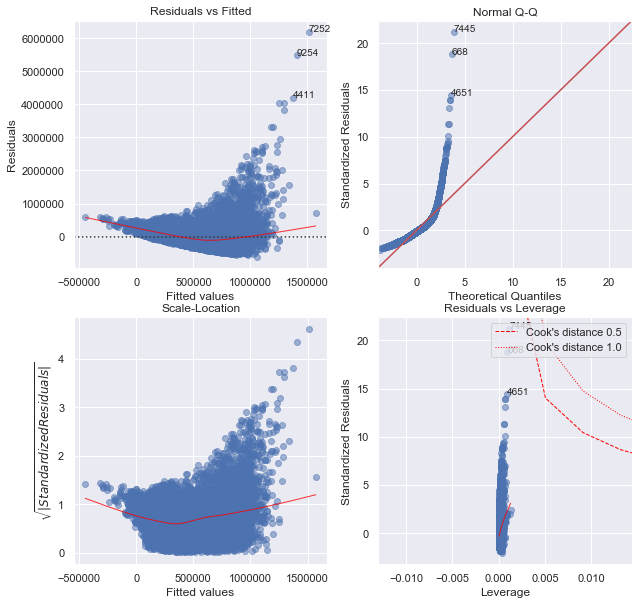 Residuals vs Fitted
7252
9254
4411
6000000
5000000
4000000
3000000
2000000
1000000
0
Residuals
−500000 0 500000 1000000 1500000
Fitted values
Normal Q-Q
7445
668
4651
20
15
10
5
0
Standardized Residuals
0 5 10 15 20
Theoretical Quantiles
Scale-Location
4
3
2
1
0
√|StandardizedResiduals|
−500000 0 500000 1000000 1500000
Fitted values
Residuals vs Leverage
7445
668
4651
Cook's distance 0.5
Cook's distance 1.0
20
15
10
5
0
Standardized Residuals
−0.010 −0.005 0.000 0.005 0.010
Leverage